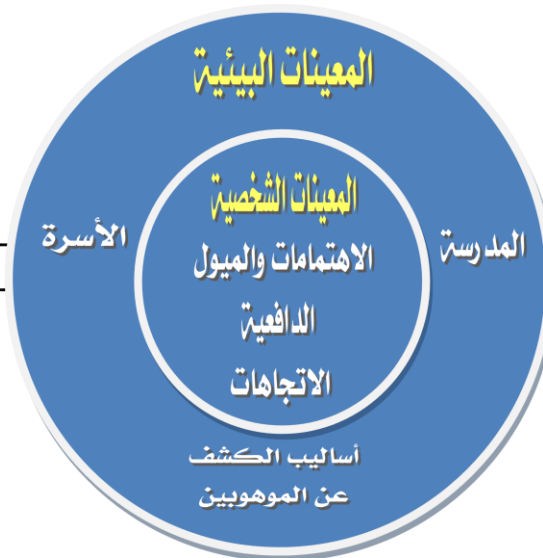 المعينات البيئية
المعينات الشخصية
الاهتمامات والميول
الدافعية
الاتجاهات
المدرسة
الأسرة
أساليب الكشف
عن الموهوبين